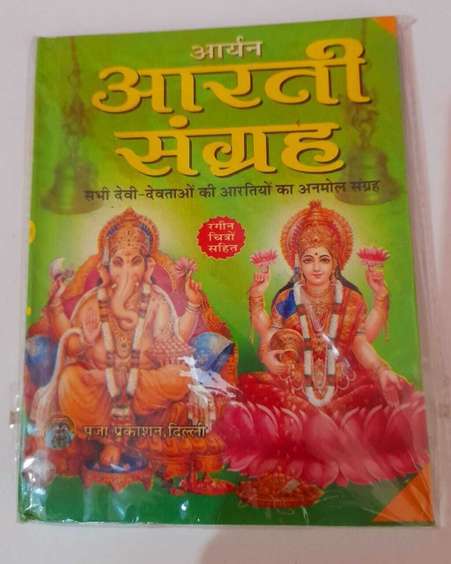 आर्यन
आरती
संग्रह
सभी देवी-देवताओं की आरतियों का अनमोल संग्रह
रंगीन
चित्रों
सहित
पूजा प्रकाशन, दिल्ली